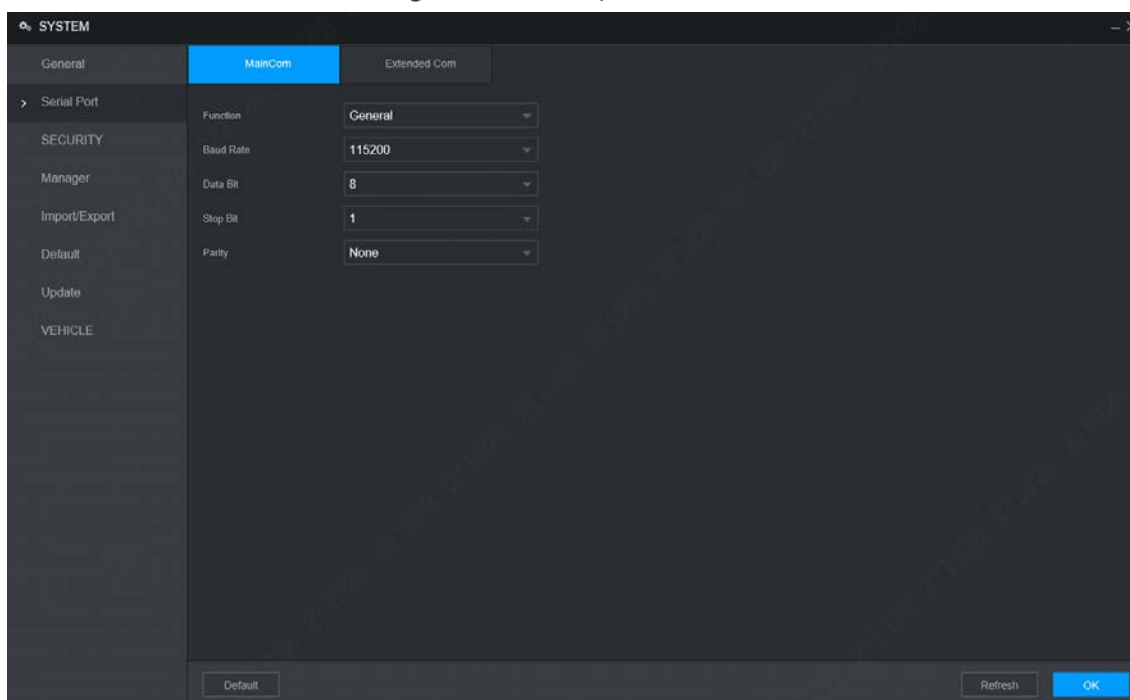 SYSTEM
General
Serial Port
SECURITY
Manager
Import/Export
Default
Update
VEHICLE
MainCom
Extended Com
Function
General
Baud Rate
115200
Data Bit
8
Stop Bit
1
Parity
None
Default
Refresh
OK